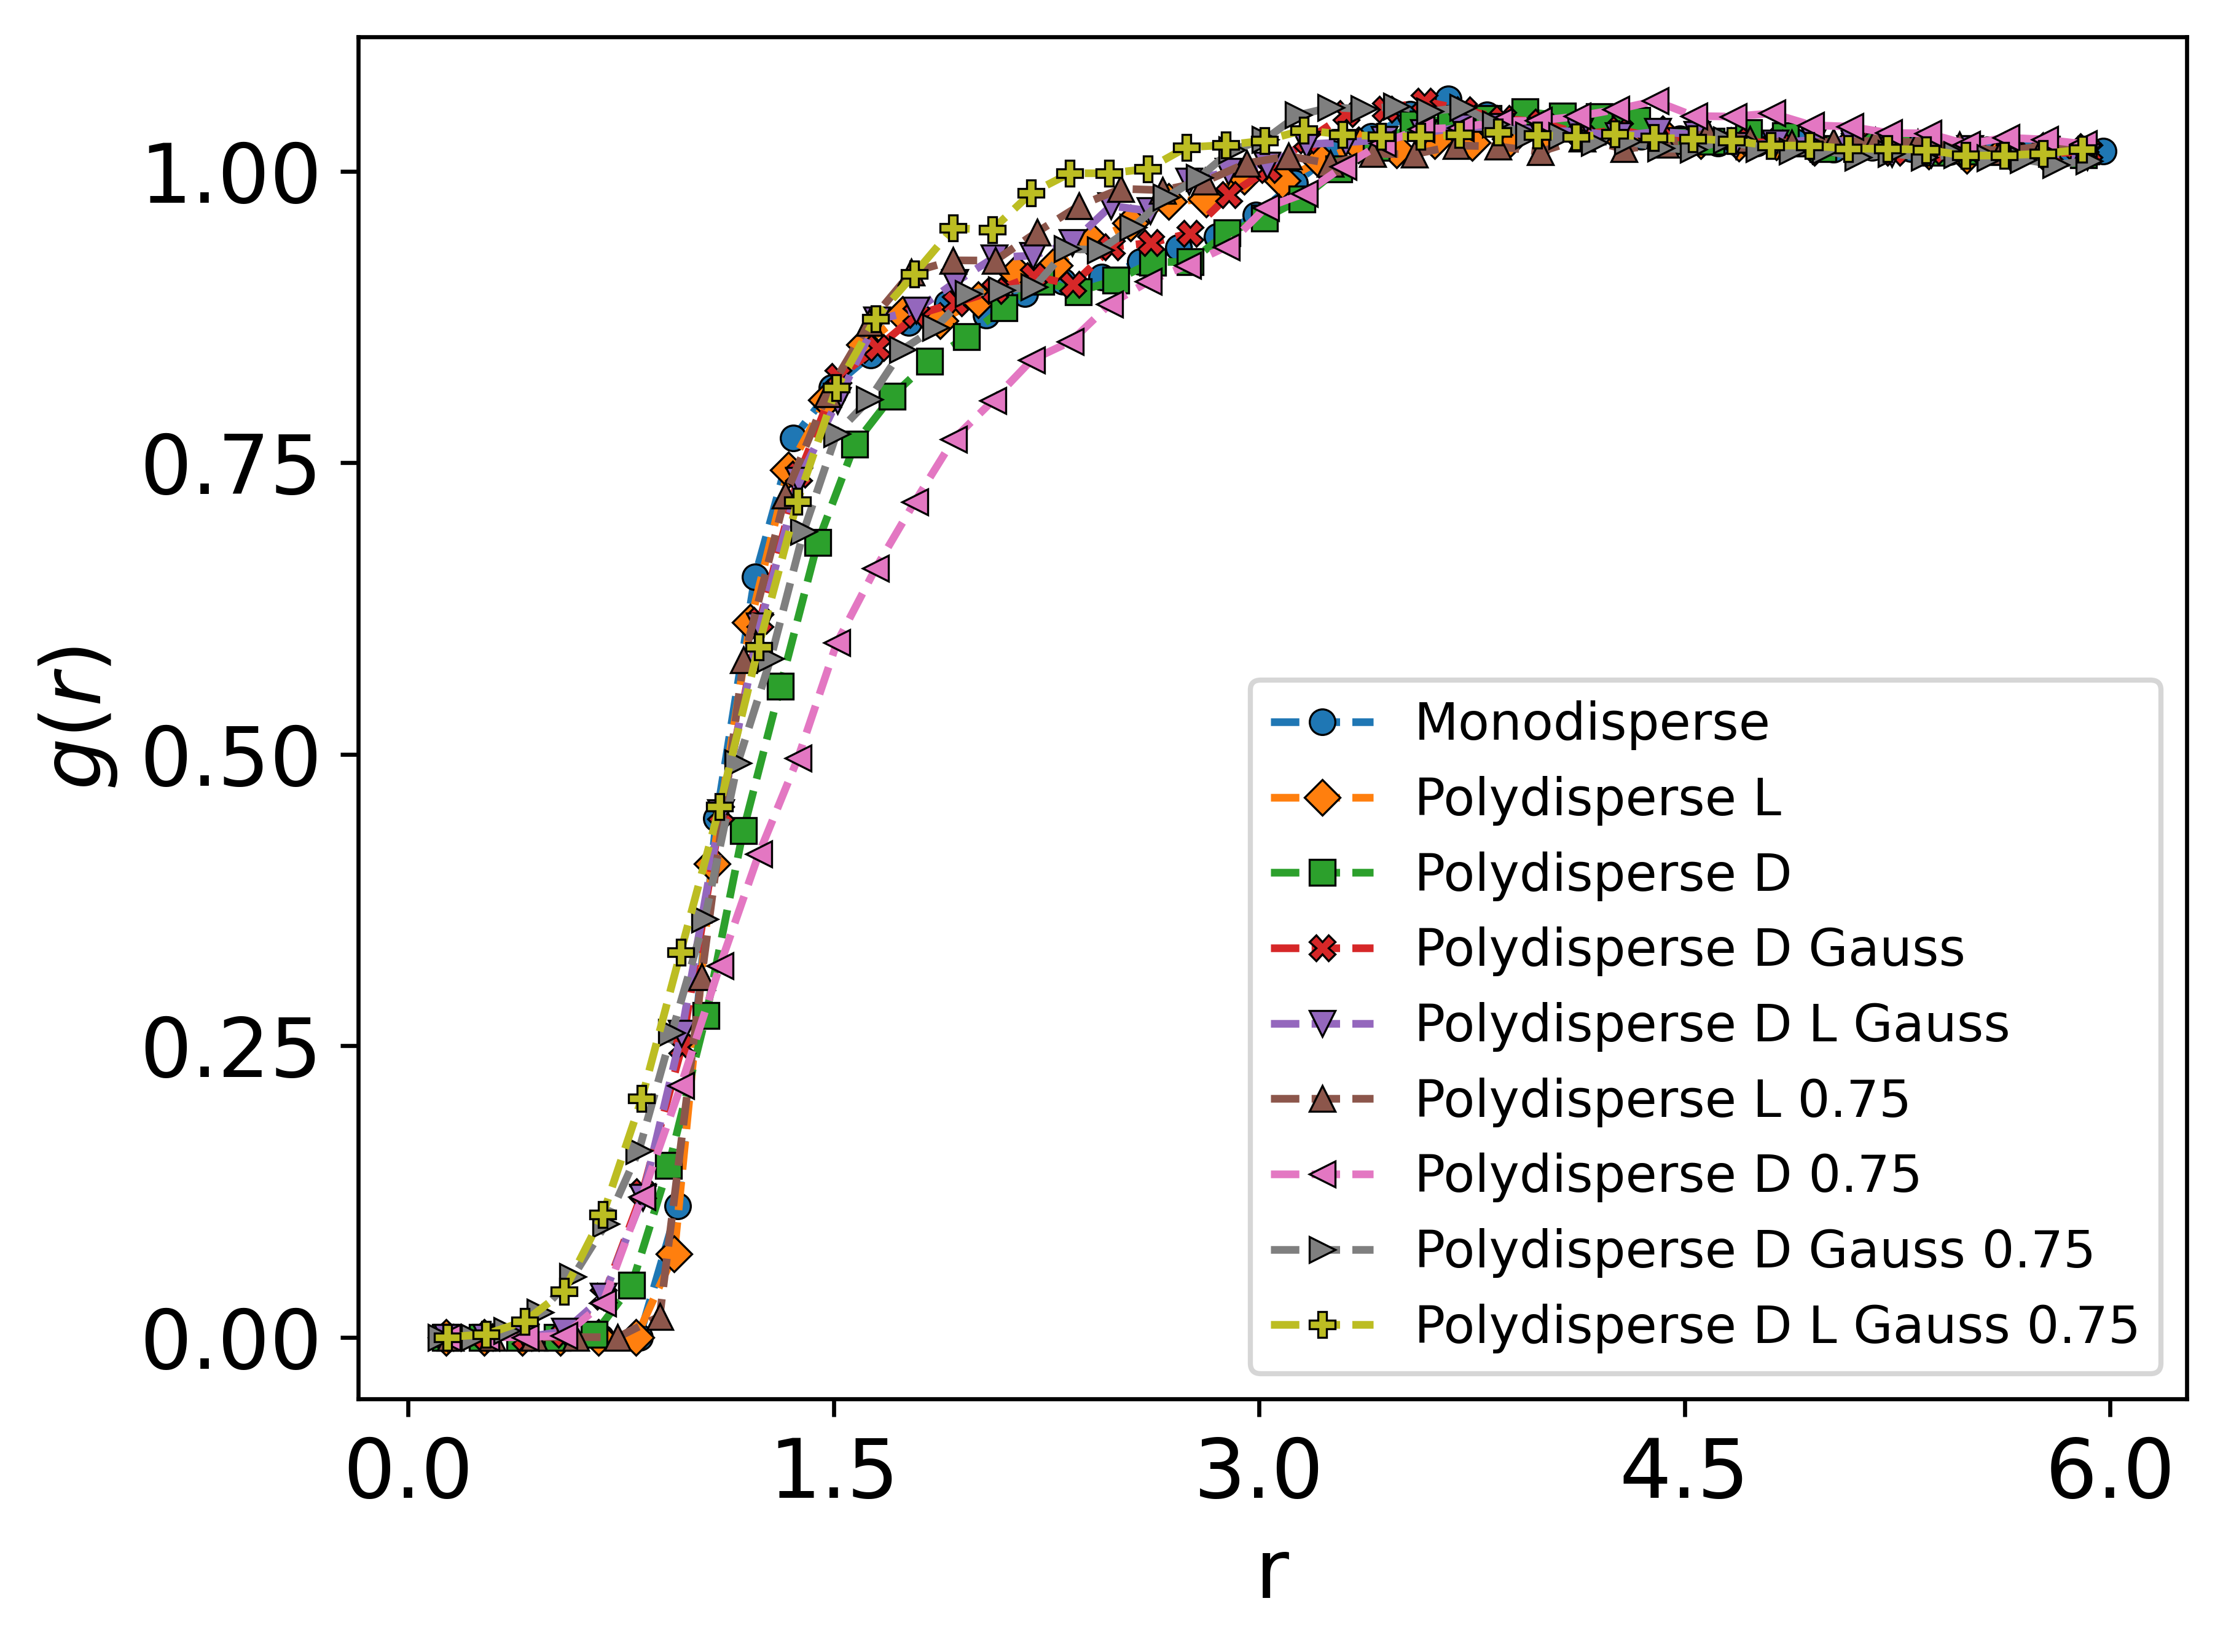 1.00
0.75
0.50
0.25
0.00
g(r)
Monodisperse
Polydisperse L
Polydisperse D
Polydisperse D Gauss
Polydisperse D L Gauss
Polydisperse L 0.75
Polydisperse D 0.75
Polydisperse D Gauss 0.75
Polydisperse D L Gauss 0.75
0.0 1.5 3.0 4.5 6.0
r